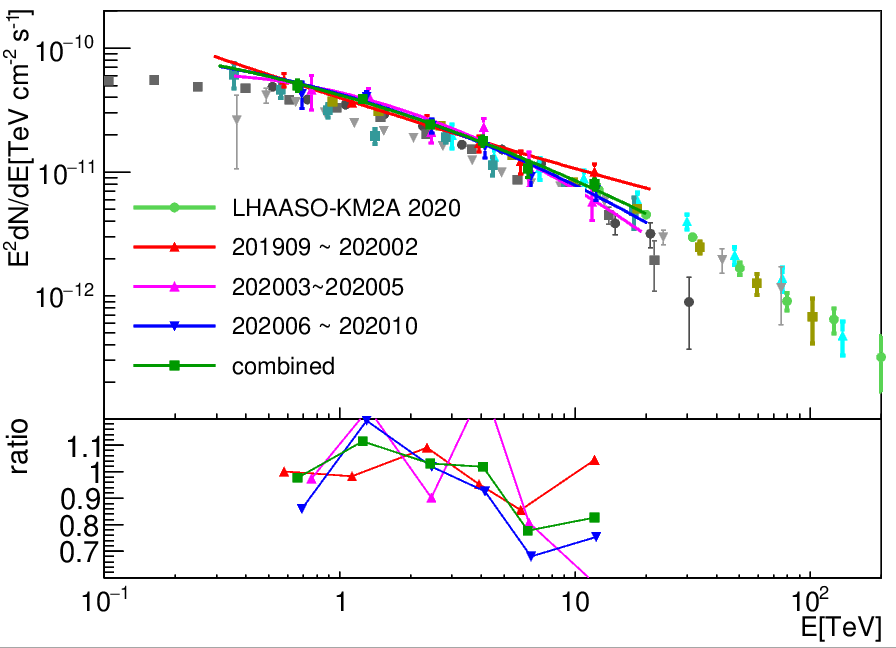 E²dN/dE[TeV cm⁻² s⁻¹]
10⁻¹⁰
10⁻¹¹
10⁻¹²
LHAASO-KM2A 2020
201909 ~ 202002
202003~202005
202006 ~ 202010
combined
ratio
1.1
1
0.9
0.8
0.7
10⁻¹ 1 10 10²
E[TeV]